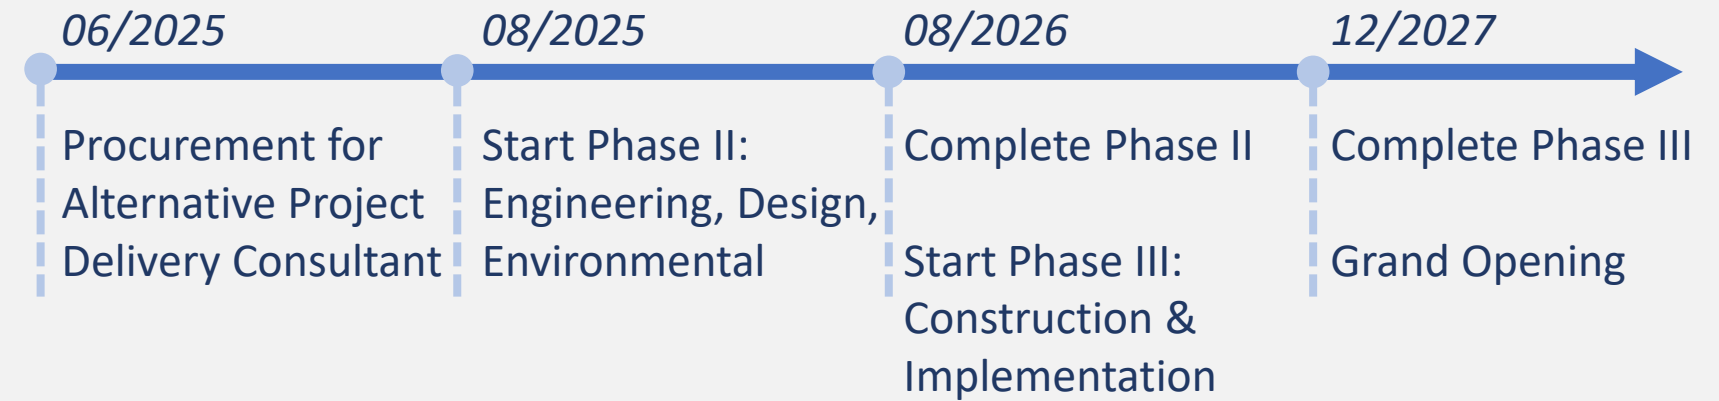 06/2025
Procurement for
Alternative Project
Delivery Consultant
08/2025
Start Phase II:
Engineering, Design,
Environmental
08/2026
Complete Phase II
Start Phase III:
Construction &
Implementation
12/2027
Complete Phase III
Grand Opening